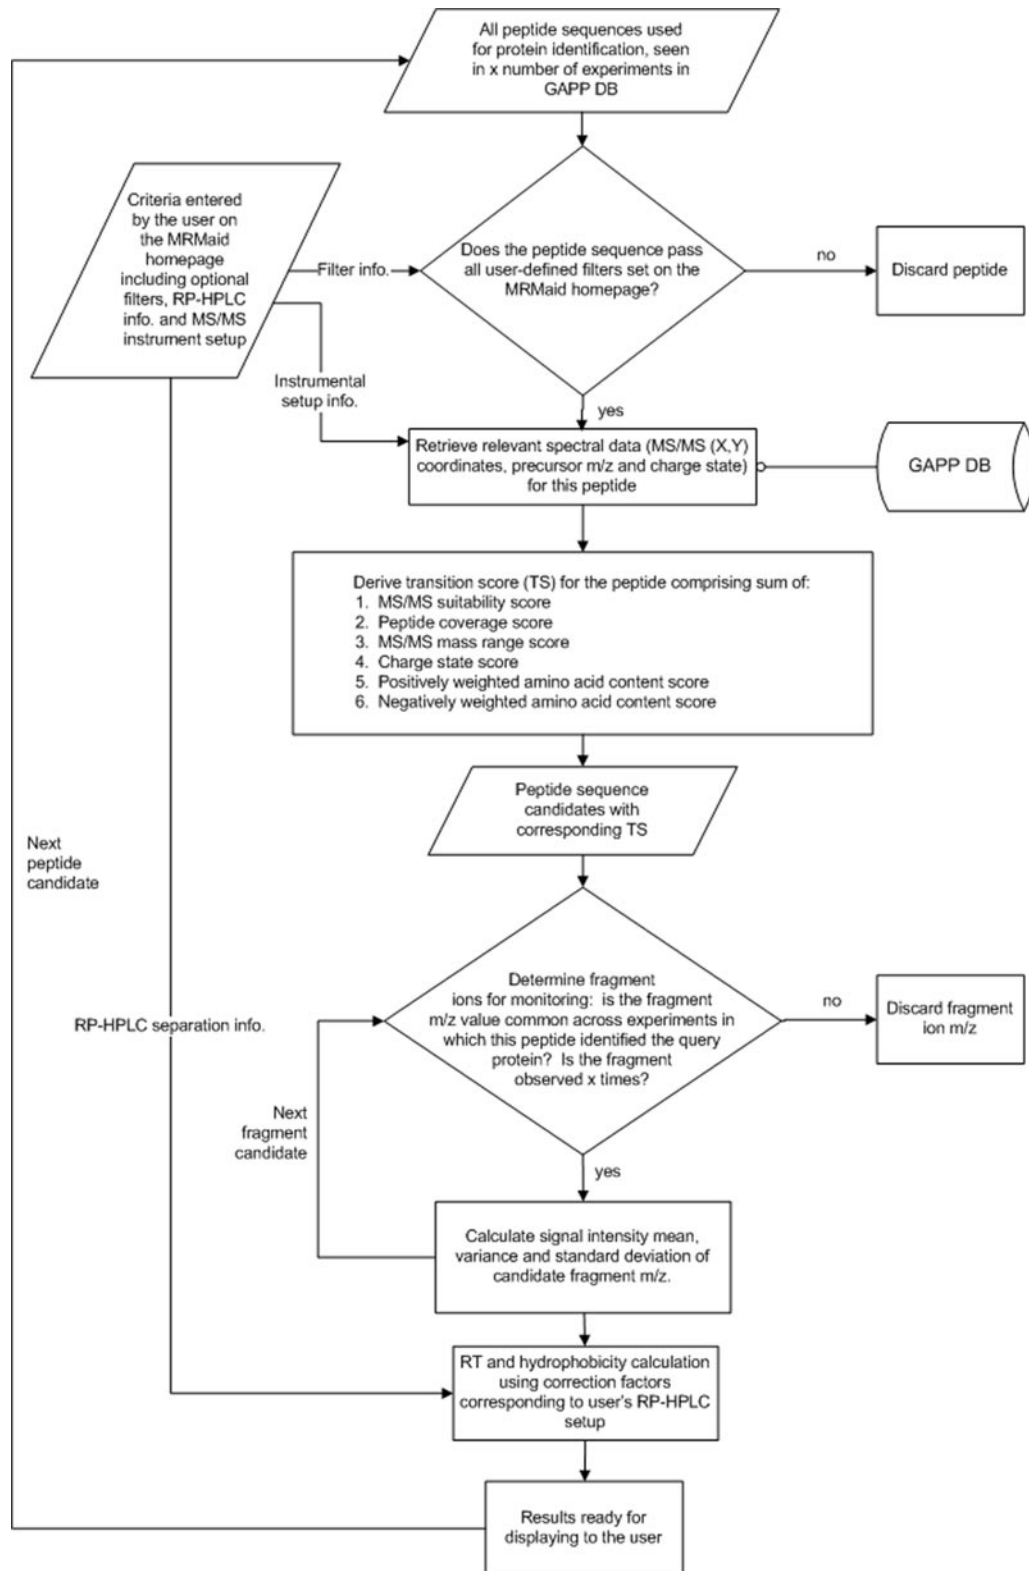 All peptide sequences used
for protein identification, seen
in x number of experiments in
GAPP DB
Criteria entered
by the user on
the MRMaid
homepage
including optional
filters, RP-HPLC
info. and MS/MS
instrument setup
Filter info.
Does the peptide sequence pass
all user-defined filters set on the
MRMaid homepage?
no
Discard peptide
Instrumental
setup info.
yes
Retrieve relevant spectral data (MS/MS (X,Y)
coordinates, precursor m/z and charge state)
for this peptide
GAPP DB
Derive transition score (TS) for the peptide comprising sum of:
1. MS/MS suitability score
2. Peptide coverage score
3. MS/MS mass range score
4. Charge state score
5. Positively weighted amino acid content score
6. Negatively weighted amino acid content score
Peptide sequence
candidates with
corresponding TS
Next
peptide
candidate
Determine fragment
ions for monitoring: is the fragment
m/z value common across experiments in
which this peptide identified the query
protein? Is the fragment
observed x times?
no
Discard fragment
ion m/z
RP-HPLC separation info.
Next
fragment
candidate
yes
Calculate signal intensity mean,
variance and standard deviation of
candidate fragment m/z.
RT and hydrophobicity calculation
using correction factors
corresponding to user's RP-HPLC
setup
Results ready for
displaying to the user